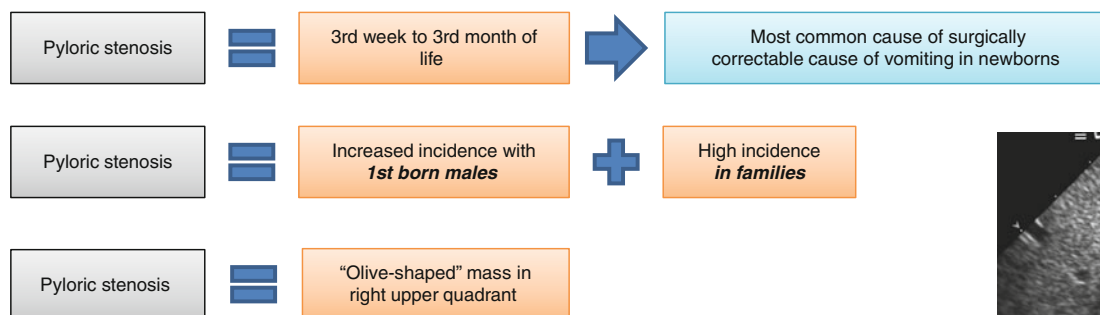 Pyloric stenosis
3rd week to 3rd month of
life
Most common cause of surgically
correctable cause of vomiting in newborns
Pyloric stenosis
Increased incidence with
1st born males
High incidence
in families
Pyloric stenosis
“Olive-shaped” mass in
right upper quadrant